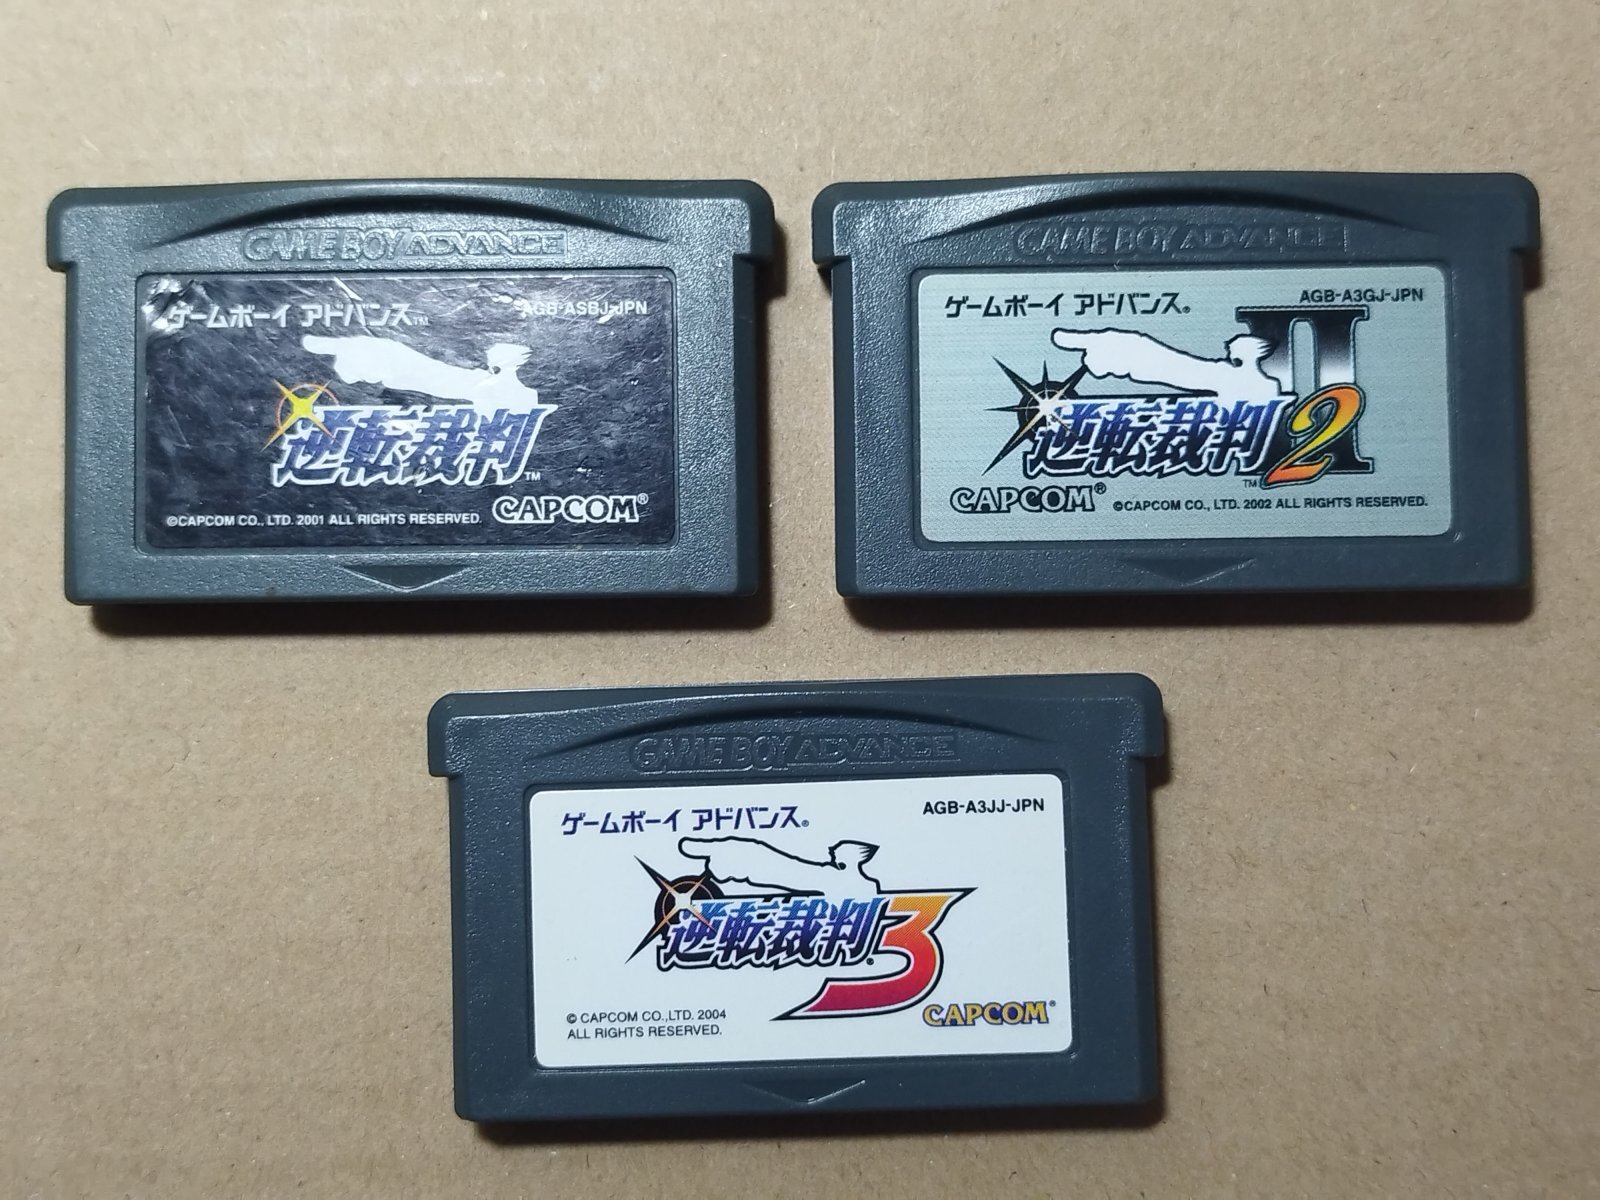 GAME BOY ADVANCE
ゲームボーイ アドバンス™
AGB-ASBJ-JPN
逆転裁判™
©CAPCOM CO., LTD. 2001 ALL RIGHTS RESERVED.
CAPCOM®
GAME BOY ADVANCE
ゲームボーイ アドバンス®
AGB-A3GJ-JPN
II
逆転裁判2™
CAPCOM®
©CAPCOM CO., LTD. 2002 ALL RIGHTS RESERVED.
GAME BOY ADVANCE
ゲームボーイ アドバンス®
AGB-A3JJ-JPN
逆転裁判®3
© CAPCOM CO.,LTD. 2004
ALL RIGHTS RESERVED.
CAPCOM®